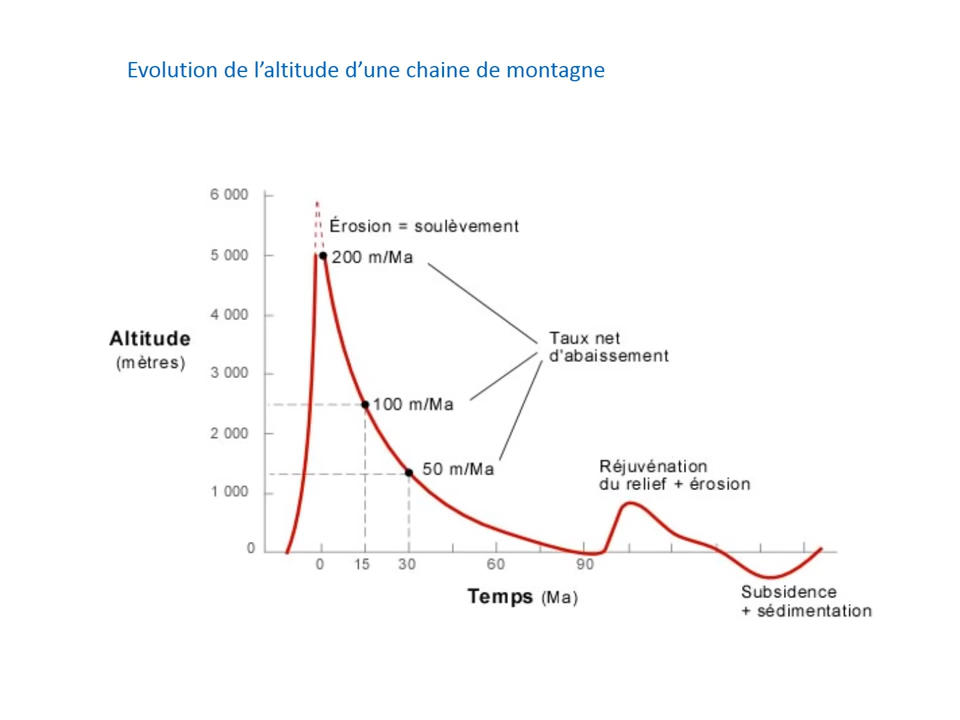 Evolution de l’altitude d’une chaine de montagne
6 000
Érosion = soulèvement
5 000
200 m/Ma
4 000
Altitude
(mètres)
Taux net
d'abaissement
3 000
100 m/Ma
2 000
50 m/Ma
Réjuvénation
du relief + érosion
1 000
0
0 15 30 60 90
Temps (Ma)
Subsidence
+ sédimentation